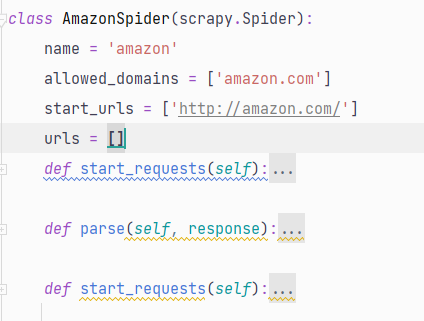 class AmazonSpider(scrapy.Spider):
name = 'amazon'
allowed_domains = ['amazon.com']
start_urls = ['http://amazon.com/']
urls = []
def start_requests(self):...
def parse(self, response):...
def start_requests(self):...